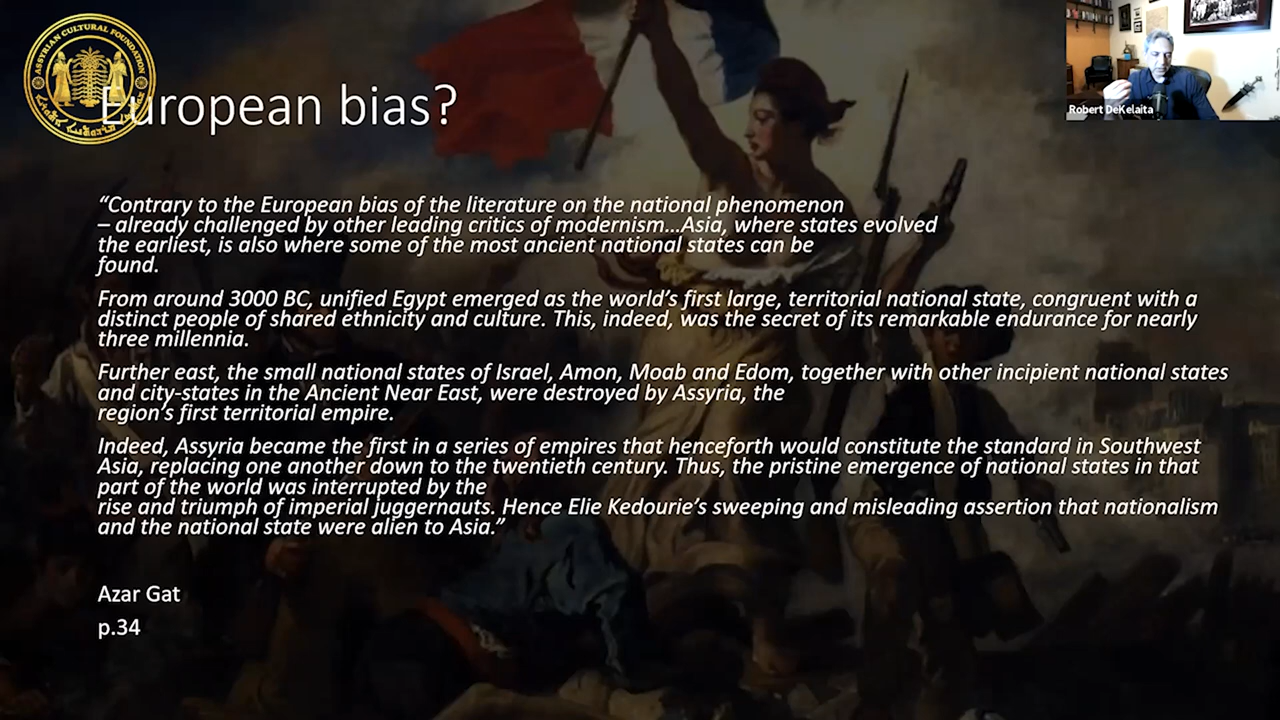 ASSYRIAN CULTURAL FOUNDATION
European bias?
Robert DeKelaita
“Contrary to the European bias of the literature on the national phenomenon
– already challenged by other leading critics of modernism...Asia, where states evolved
the earliest, is also where some of the most ancient national states can be
found.
From around 3000 BC, unified Egypt emerged as the world’s first large, territorial national state, congruent with a
distinct people of shared ethnicity and culture. This, indeed, was the secret of its remarkable endurance for nearly
three millennia.
Further east, the small national states of Israel, Amon, Moab and Edom, together with other incipient national states
and city-states in the Ancient Near East, were destroyed by Assyria, the
region’s first territorial empire.
Indeed, Assyria became the first in a series of empires that henceforth would constitute the standard in Southwest
Asia, replacing one another down to the twentieth century. Thus, the pristine emergence of national states in that
part of the world was interrupted by the
rise and triumph of imperial juggernauts. Hence Elie Kedourie’s sweeping and misleading assertion that nationalism
and the national state were alien to Asia.”
Azar Gat
p.34